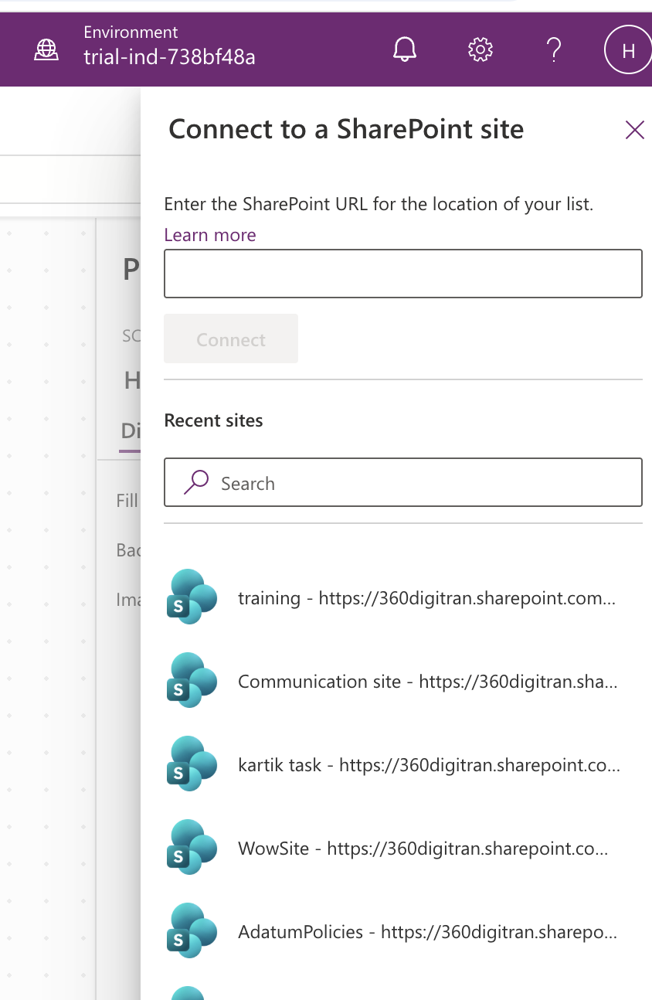 Environment
trial-ind-738bf48a
H
Connect to a SharePoint site
Enter the SharePoint URL for the location of your list.
Learn more
P
SC
Connect
H
Recent sites
Di
Search
Fill
Bac
Ima
S
training - https://360digitran.sharepoint.com...
S
Communication site - https://360digitran.sha...
S
kartik task - https://360digitran.sharepoint.co...
S
WowSite - https://360digitran.sharepoint.co...
S
AdatumPolicies - https://360digitran.sharepo...